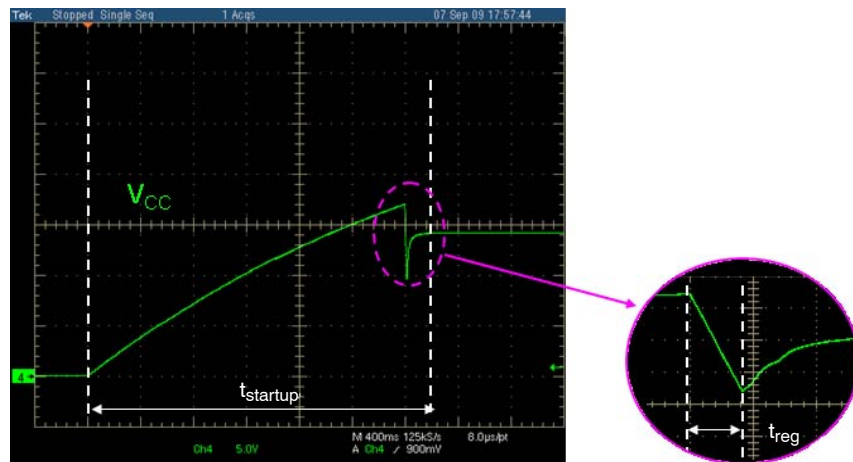 Tek Stopped Single Seq 1 Acqs 07 Sep 09 17:57:44
VCC
4
tstartup
treg
M 400ms 125kS/s 8.0µs/pt
Ch4 5.0V A Ch4 ∕ 900mV